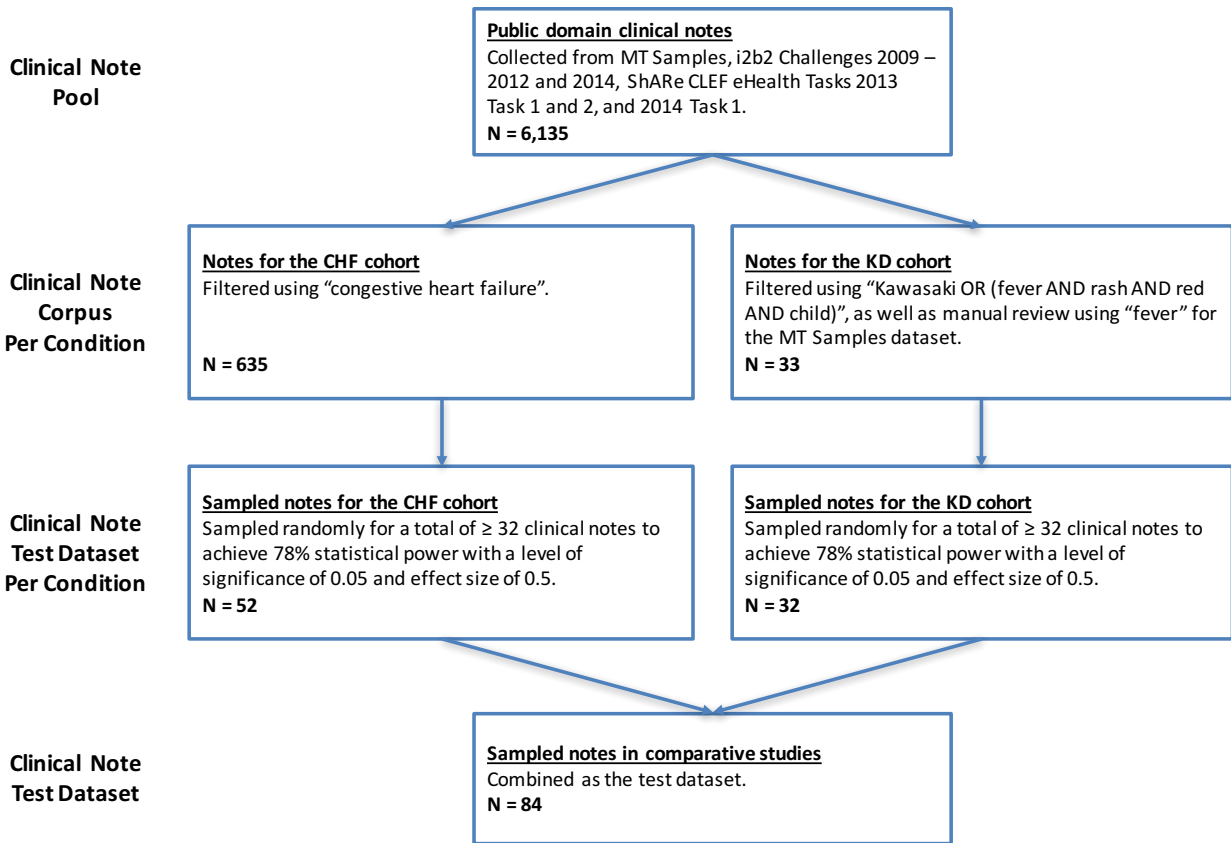 Clinical Note
Pool
Public domain clinical notes
Collected from MT Samples, i2b2 Challenges 2009 –
2012 and 2014, ShARe CLEF eHealth Tasks 2013
Task 1 and 2, and 2014 Task 1.
N = 6,135
Clinical Note
Corpus
Per Condition
Notes for the CHF cohort
Filtered using “congestive heart failure”.
N = 635
Notes for the KD cohort
Filtered using “Kawasaki OR (fever AND rash AND red
AND child)”, as well as manual review using “fever” for
the MT Samples dataset.
N = 33
Clinical Note
Test Dataset
Per Condition
Sampled notes for the CHF cohort
Sampled randomly for a total of ≥ 32 clinical notes to
achieve 78% statistical power with a level of
significance of 0.05 and effect size of 0.5.
N = 52
Sampled notes for the KD cohort
Sampled randomly for a total of ≥ 32 clinical notes to
achieve 78% statistical power with a level of
significance of 0.05 and effect size of 0.5.
N = 32
Clinical Note
Test Dataset
Sampled notes in comparative studies
Combined as the test dataset.
N = 84